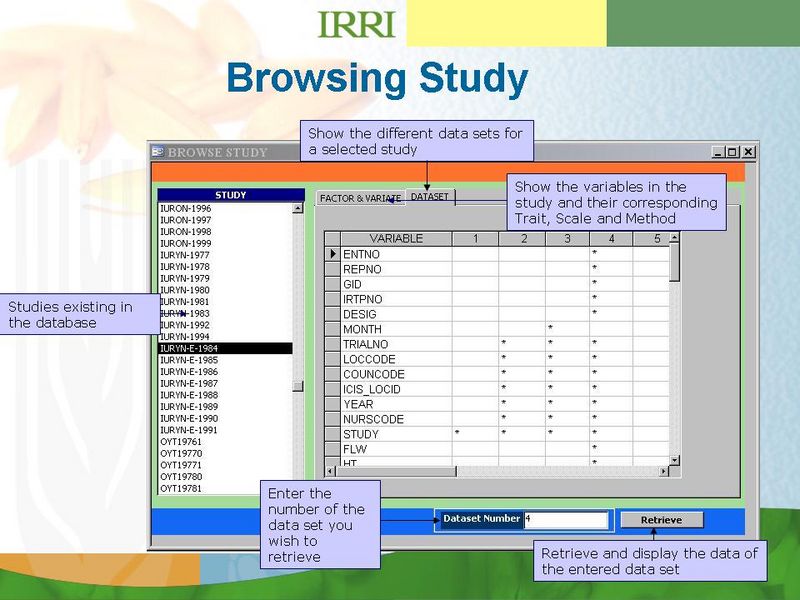 IRRI
Browsing Study
Show the different data sets for
a selected study
BROWSE STUDY
Show the variables in the
study and their corresponding
Trait, Scale and Method
STUDY
IURON-1996
IURON-1997
IURON-1998
IURON-1999
IURYN-1977
IURYN-1978
IURYN-1979
IURYN-1980
IURYN-1981
IURYN-1983
IURYN-1992
IURYN-1994
IURYN-E-1984
IURYN-E-1985
IURYN-E-1986
IURYN-E-1987
IURYN-E-1988
IURYN-E-1989
IURYN-E-1990
IURYN-E-1991
OYT19761
OYT19770
OYT19771
OYT19780
OYT19781
Studies existing in
the database
FACTOR & VARIATE DATASET
VARIABLE 1 2 3 4 5
ENTNO *
REPNO *
GID *
IRTPNO *
DESIG *
MONTH *
TRIALNO * * *
LOCCODE * * *
COUNCODE * * *
ICIS_LOCID * * *
YEAR * * *
NURSCODE * * *
STUDY * * * *
FLW *
HT *
Enter the
number of the
data set you
wish to
retrieve
Dataset Number 4
Retrieve
Retrieve and display the data of
the entered data set